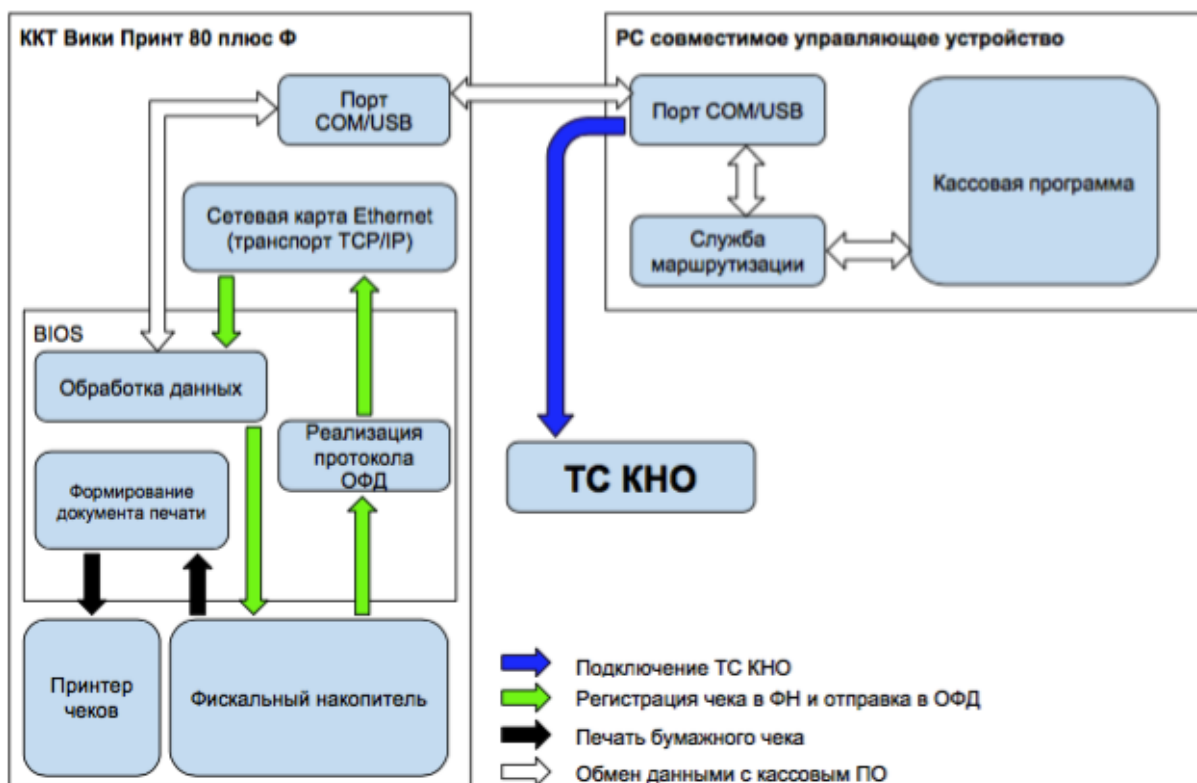 ККТ Вики Принт 80 плюс Ф
Порт
COM/USB
Сетевая карта Ethernet
(транспорт TCP/IP)
BIOS
Обработка данных
Реализация
протокола
ОФД
Формирование
документа печати
Принтер
чеков
Фискальный накопитель
PC совместимое управляющее устройство
Порт COM/USB
Кассовая программа
Служба
маршрутизации
ТС КНО
Подключение ТС КНО
Регистрация чека в ФН и отправка в ОФД
Печать бумажного чека
Обмен данными с кассовым ПО